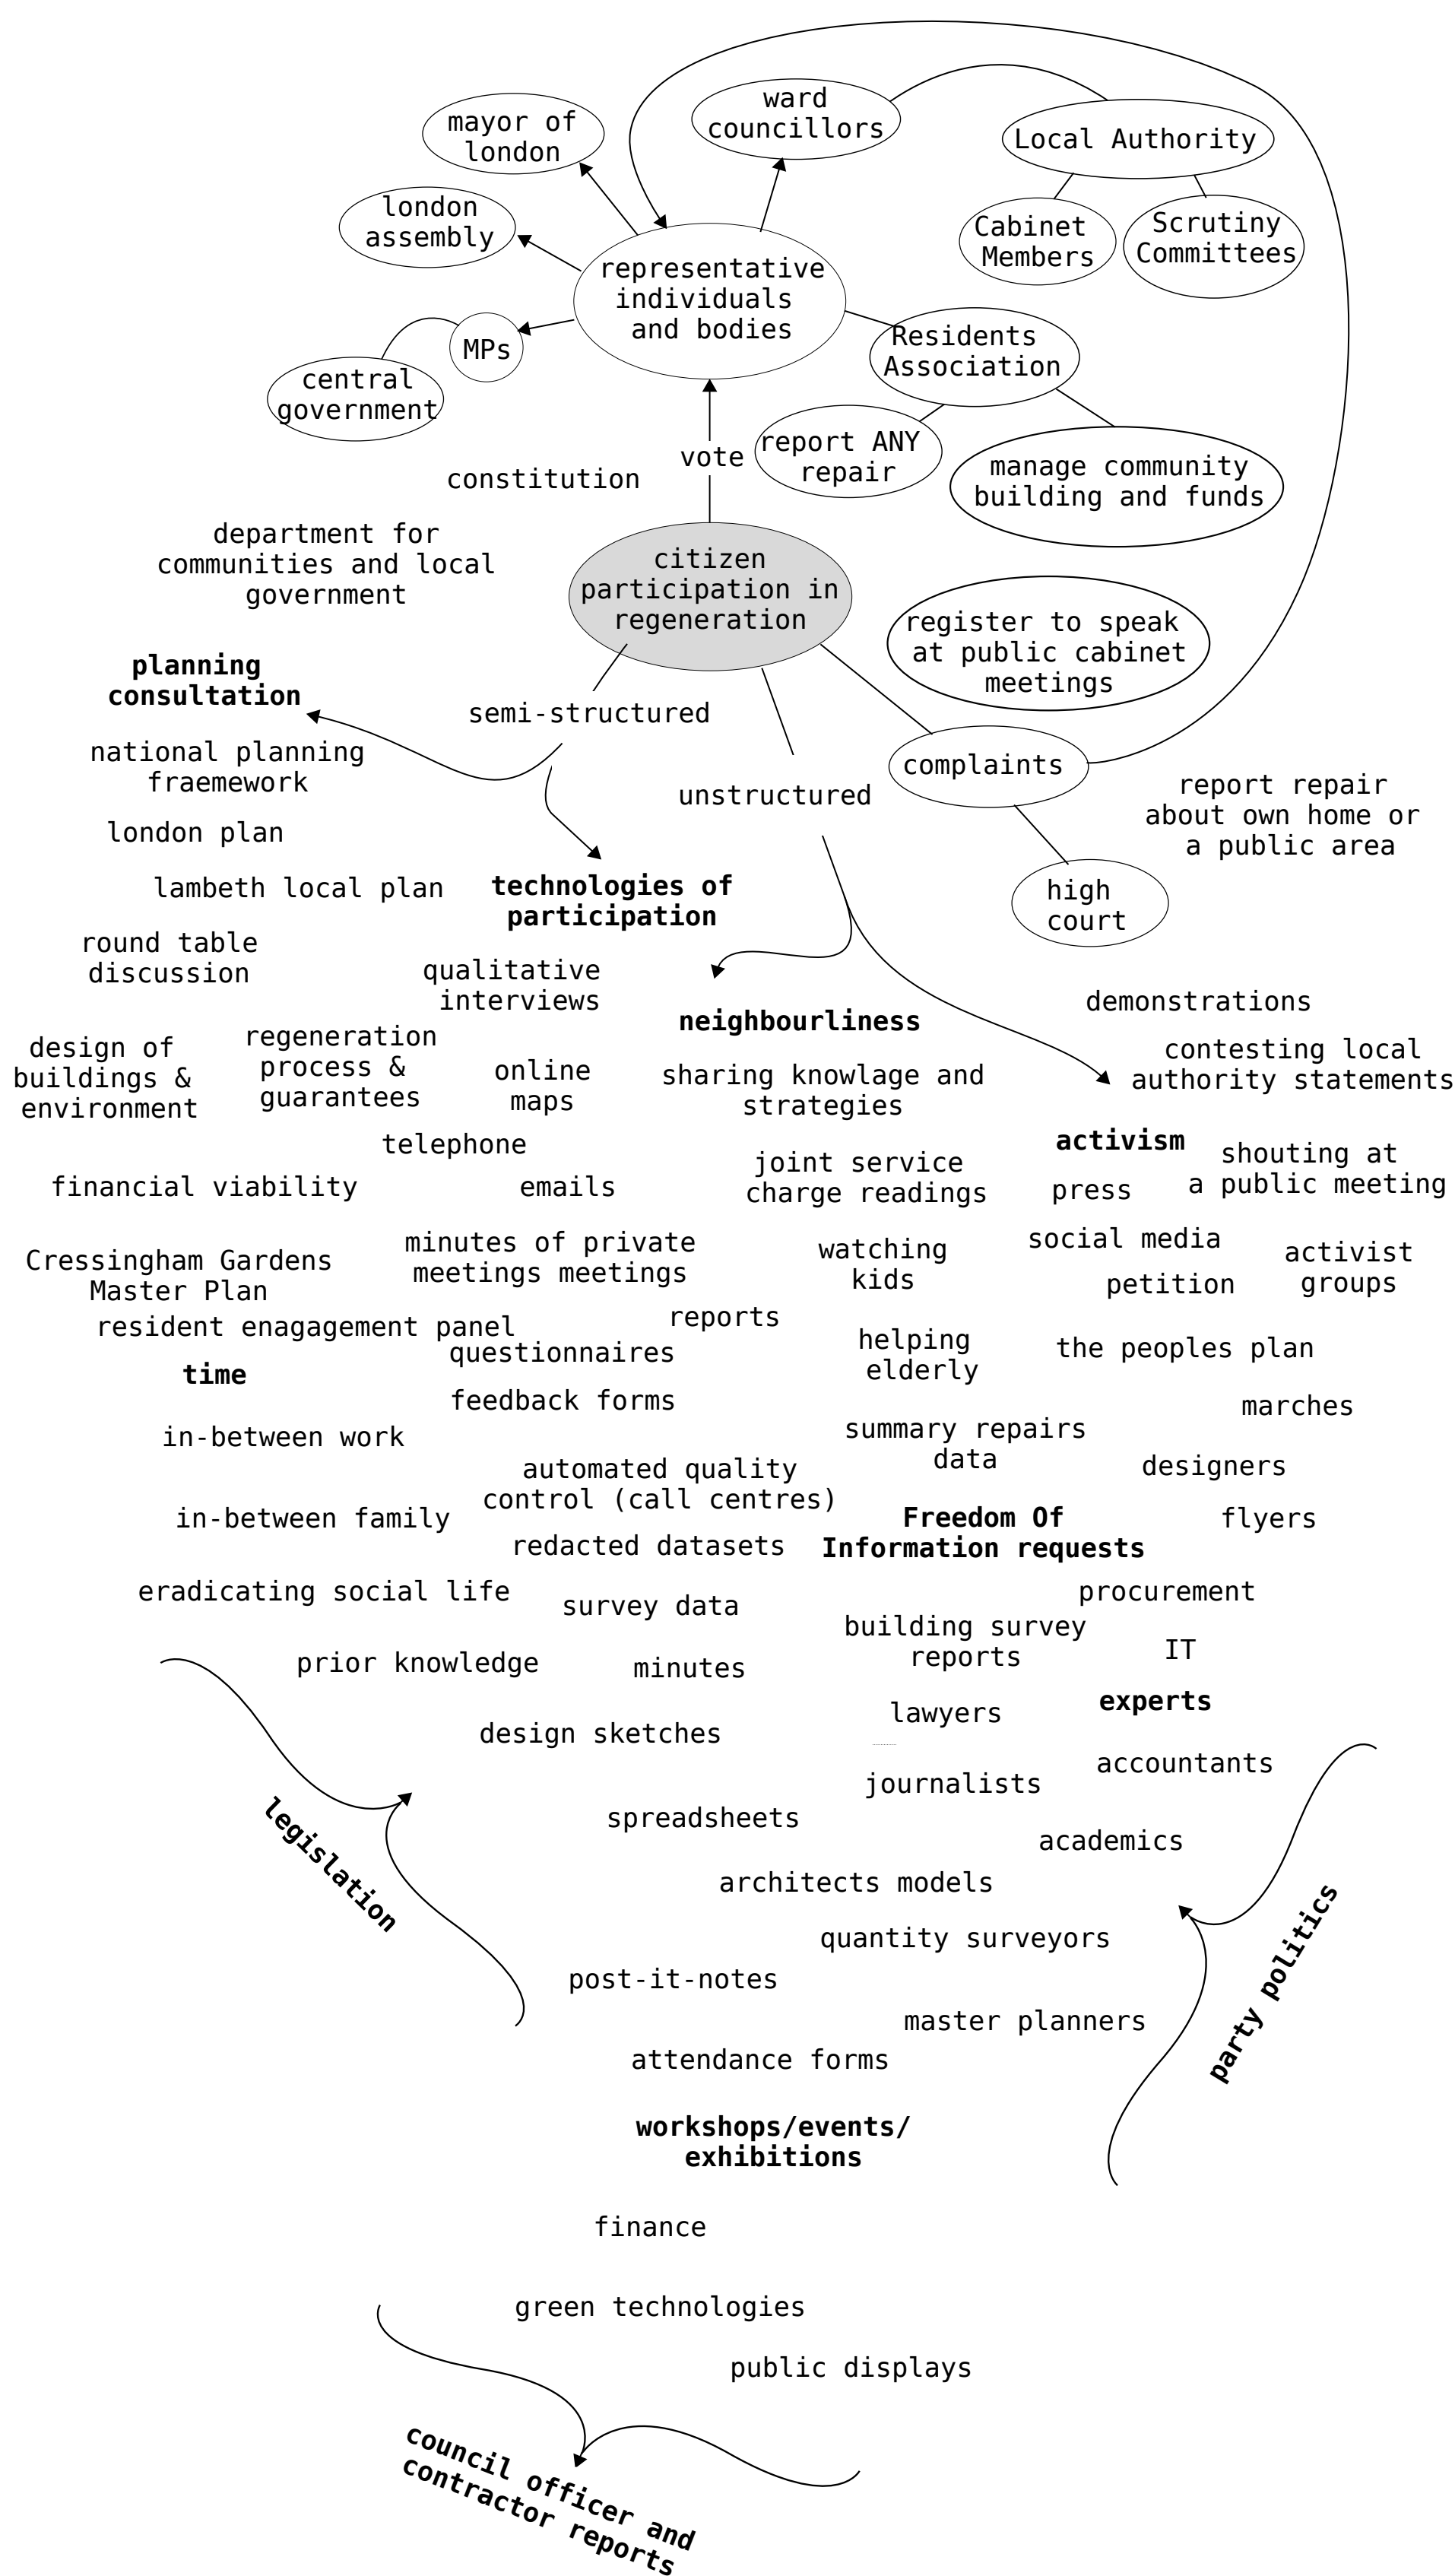 mayor of
london
ward
councillors
Local Authority
london
assembly
Cabinet
Members
Scrutiny
Committees
representative
individuals
and bodies
MPs
Residents
Association
central
government
report ANY
repair
manage community
building and funds
vote
constitution
department for
communities and local
government
citizen
participation in
regeneration
register to speak
at public cabinet
meetings
planning
consultation
semi-structured
national planning
fraemework
complaints
unstructured
report repair
about own home or
a public area
london plan
lambeth local plan
technologies of
participation
high
court
round table
discussion
qualitative
interviews
neighbourliness
demonstrations
design of
buildings &
environment
regeneration
process &
guarantees
online
maps
sharing knowlage and
strategies
contesting local
authority statements
telephone
activism
shouting at
a public meeting
joint service
charge readings
press
financial viability
emails
Cressingham Gardens
Master Plan
minutes of private
meetings meetings
watching
kids
social media
activist
groups
petition
resident enagagement panel
reports
questionnaires
helping
elderly
the peoples plan
time
feedback forms
marches
in-between work
summary repairs
data
automated quality
control (call centres)
designers
in-between family
Freedom Of
Information requests
flyers
redacted datasets
eradicating social life
survey data
procurement
building survey
reports
IT
prior knowledge
minutes
experts
lawyers
design sketches
accountants
journalists
legislation
spreadsheets
academics
architects models
quantity surveyors
party politics
post-it-notes
master planners
attendance forms
workshops/events/
exhibitions
finance
green technologies
public displays
council officer and
contractor reports